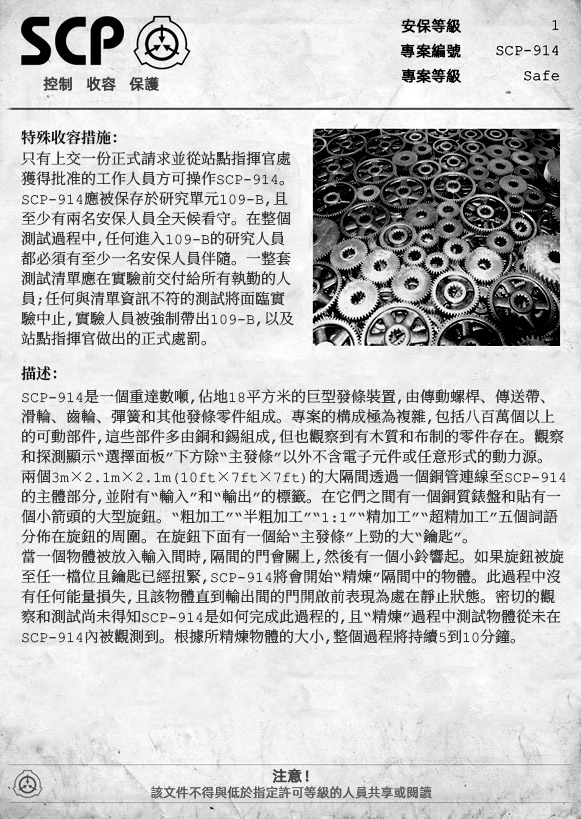 SCP
控制 收容 保護
安保等級 1
專案編號 SCP-914
專案等級 Safe
特殊收容措施:
只有上交一份正式請求並從站點指揮官處
獲得批准的工作人員方可操作SCP-914。
SCP-914應被保存於研究單元109-B,且
至少有兩名安保人員全天候看守。在整個
測試過程中,任何進入109-B的研究人員
都必須有至少一名安保人員伴隨。一整套
測試清單應在實驗前交付給所有執勤的人
員;任何與清單資訊不符的測試將面臨實
驗中止,實驗人員被強制帶出109-B,以及
站點指揮官做出的正式處罰。
描述:
SCP-914是一個重達數噸,佔地18平方米的巨型發條裝置,由傳動螺桿、傳送帶、
滑輪、齒輪、彈簧和其他發條零件組成。專案的構成極為複雜,包括八百萬個以上
的可動部件,這些部件多由銅和錫組成,但也觀察到有木質和布制的零件存在。觀察
和探測顯示“選擇面板”下方除“主發條”以外不含電子元件或任意形式的動力源。
兩個3m×2.1m×2.1m(10ft×7ft×7ft)的大隔間透過一個銅管連線至SCP-914
的主體部分,並附有“輸入”和“輸出”的標籤。在它們之間有一個銅質錶盤和貼有一
個小箭頭的大型旋鈕。“粗加工”“半粗加工”“1:1”“精加工”“超精加工”五個詞語
分佈在旋鈕的周圍。在旋鈕下面有一個給“主發條”上勁的大“鑰匙”。
當一個物體被放入輸入間時,隔間的門會關上,然後有一個小鈴響起。如果旋鈕被旋
至任一檔位且鑰匙已經扭緊,SCP-914將會開始“精煉”隔間中的物體。此過程中沒
有任何能量損失,且該物體直到輸出間的門開啟前表現為處在靜止狀態。密切的觀
察和測試尚未得知SCP-914是如何完成此過程的,且“精煉”過程中測試物體從未在
SCP-914內被觀測到。根據所精煉物體的大小,整個過程將持續5到10分鐘。
注意!
該文件不得與低於指定許可等級的人員共享或閱讀